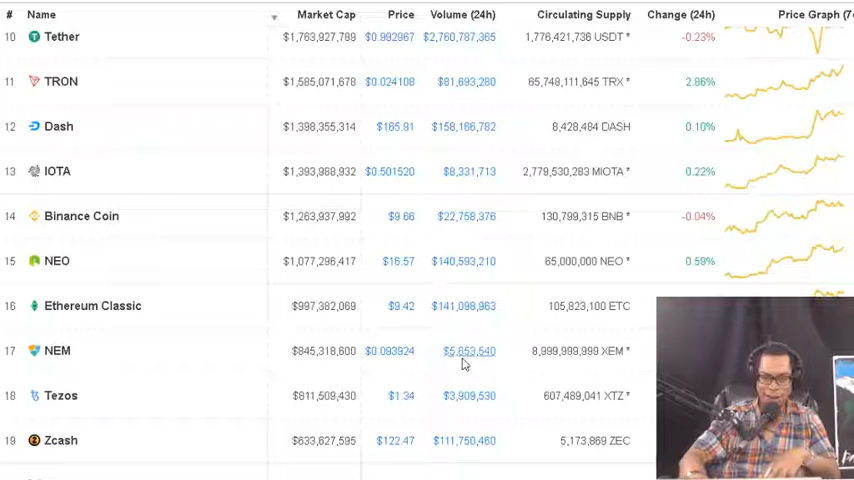 # Name Market Cap Price Volume (24h) Circulating Supply Change (24h) Price Graph (7
10 Tether $1,763,927,789 $0.992967 $2,760,787,365 1,776,421,736 USDT * -0.23%
11 TRON $1,585,071,678 $0.024108 $81,693,280 65,748,111,645 TRX * 2.86%
12 Dash $1,398,355,314 $165.91 $158,166,782 8,428,484 DASH 0.10%
13 IOTA $1,393,988,932 $0.501520 $8,331,713 2,779,530,283 MIOTA * 0.22%
14 Binance Coin $1,263,937,992 $9.66 $22,758,376 130,799,315 BNB * -0.04%
15 NEO $1,077,296,417 $16.57 $140,593,210 65,000,000 NEO * 0.59%
16 Ethereum Classic $997,382,069 $9.42 $141,098,963 105,823,100 ETC
17 NEM $845,318,600 $0.093924 $5,653,540 8,999,999,999 XEM *
18 Tezos $811,509,430 $1.34 $3,909,530 607,489,041 XTZ *
19 Zcash $633,627,595 $122.47 $111,750,460 5,173,869 ZEC